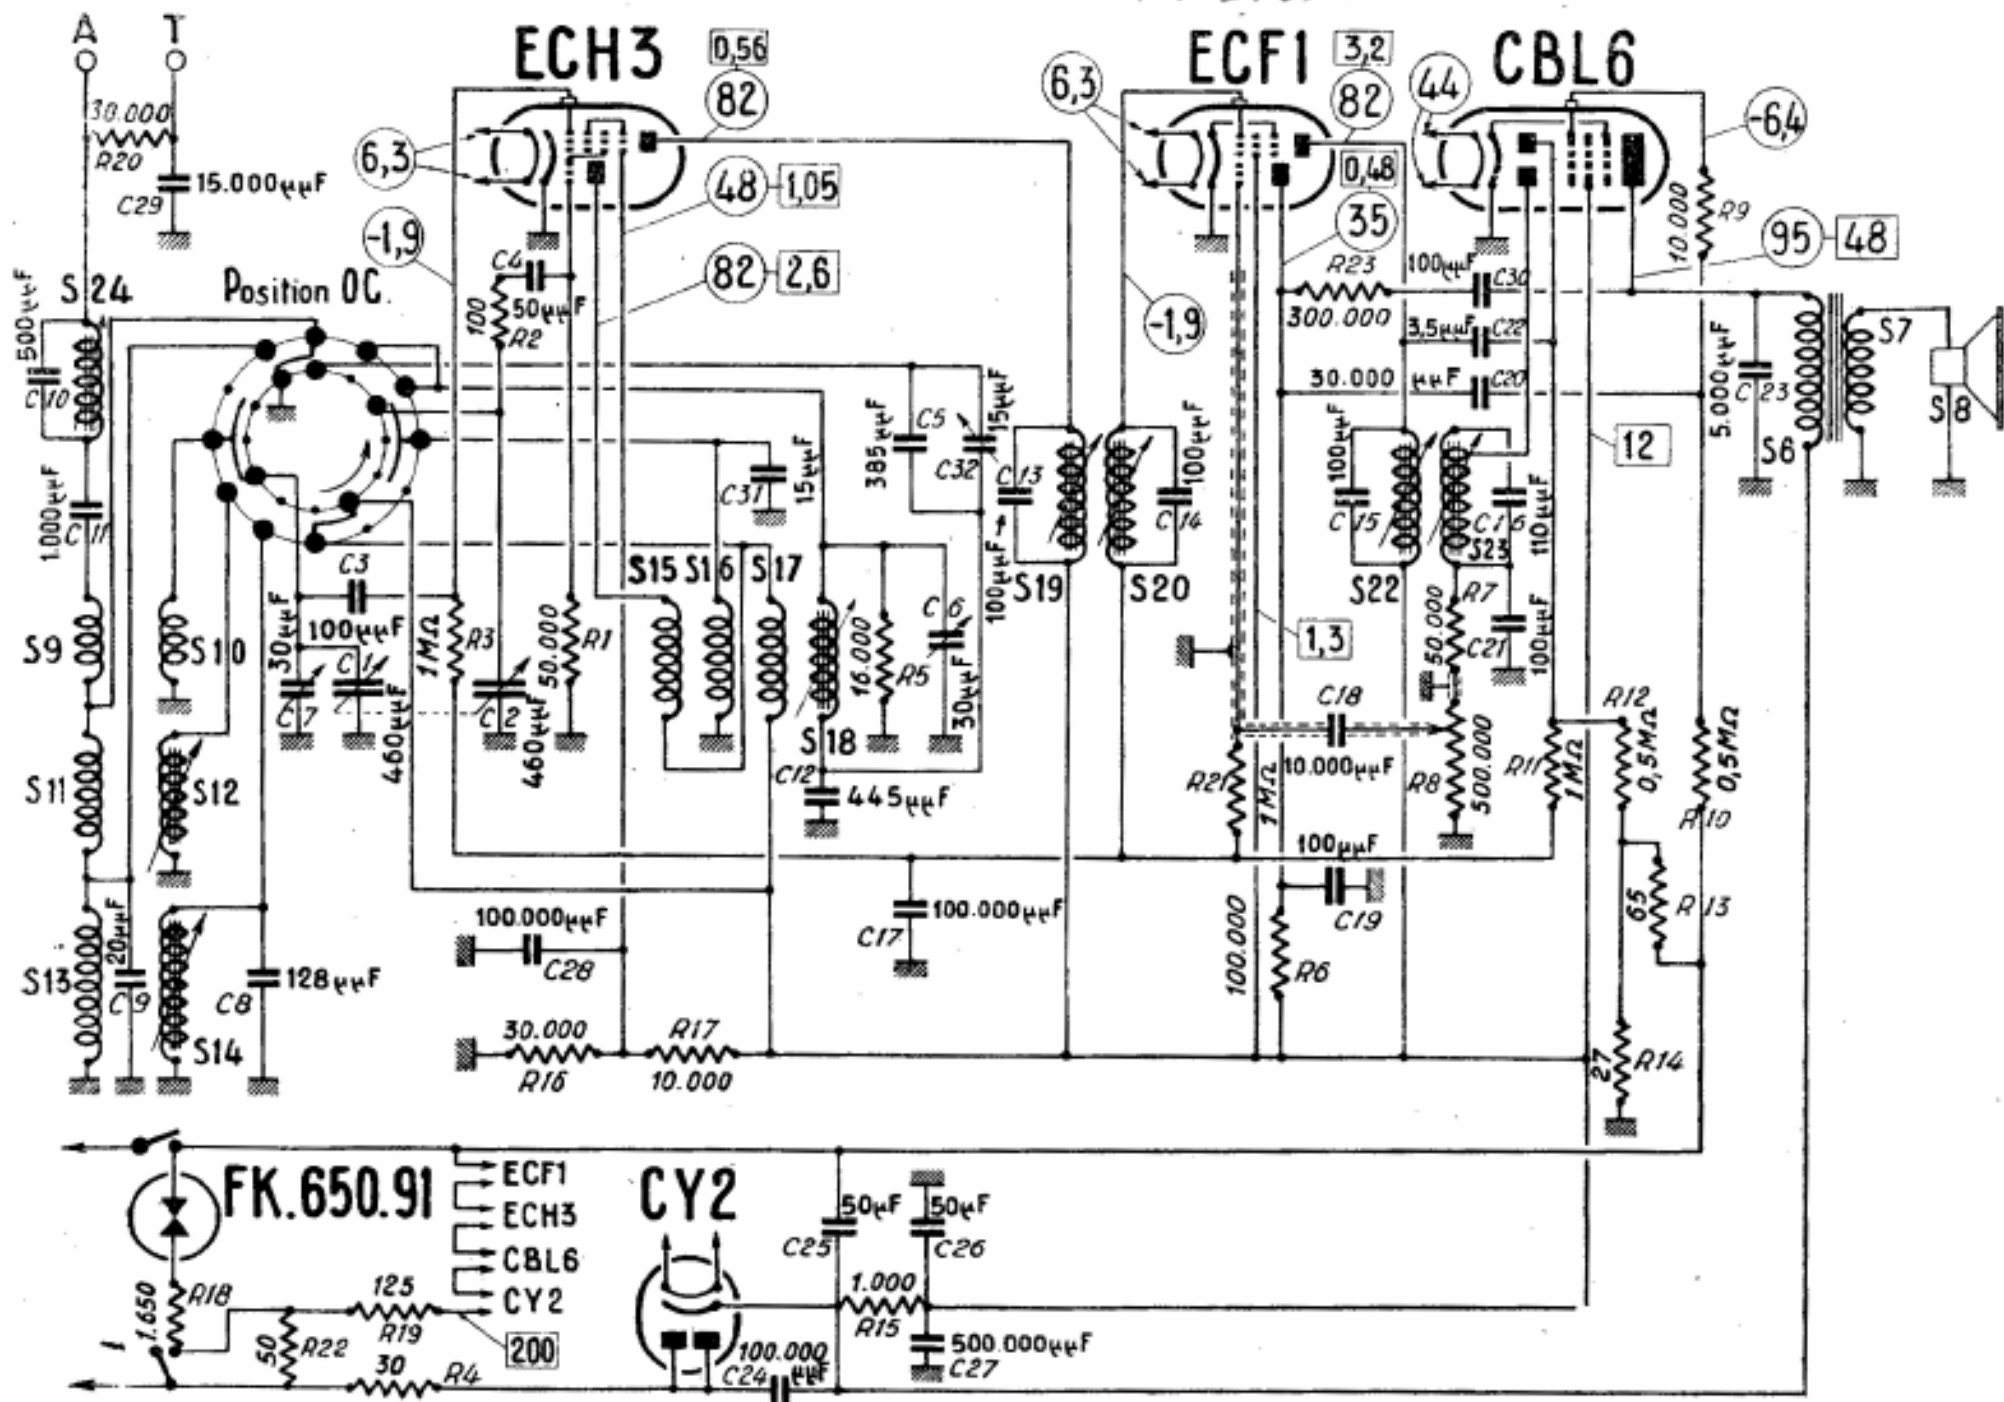 A T
ECH3 0,56 82
ECF1 3,2 82
CBL6 44
6,3
6,3
-6,4
30.000
R20
15.000µµF
C29
-1,9
48 1,05
82 2,6
0,48
35
95 48
10.000 R9
S24
Position OC.
C4
50µµF
100 R2
R23
300.000
100µµF C30
3,5µµF C22
30.000 µµF C20
-1,9
500µµF
C10
C5
385µµF
15µµF
C32
C31
15µµF
C13
100µµF
100µµF
C14
S19 S20
100µµF
C15
S22
C16
110µµF
S23
12
5.000µµF
C23
S6
S7
S8
1.000µµF
C11
C3
100µµF
30µµF
C7
C1
460µµF
1MΩ R3
C2
460µµF
50.000 R1
S15 S16 S17
S18
16.000 R5
C6
30µµF
C12
445µµF
S9
S10
S11
S12
S13
S14
20µµF
C9
C8
128µµF
1,3
R7
50.000
C21
100µµF
C18
10.000µµF
R21
1MΩ
R8
500.000
R11
1MΩ
R12
0,5MΩ
0,5MΩ
R10
65 R13
27 R14
100µµF
C19
100.000
R6
100.000µµF
C28
C17
100.000µµF
30.000
R16
R17
10.000
FK.650.91
ECF1
ECH3
CBL6
CY2
CY2
50µF
C25
50µF
C26
1.000
R15
500.000µµF
C27
100.000
µµF
C24
1.650 R18
50 R22
125
R19
200
30 R4